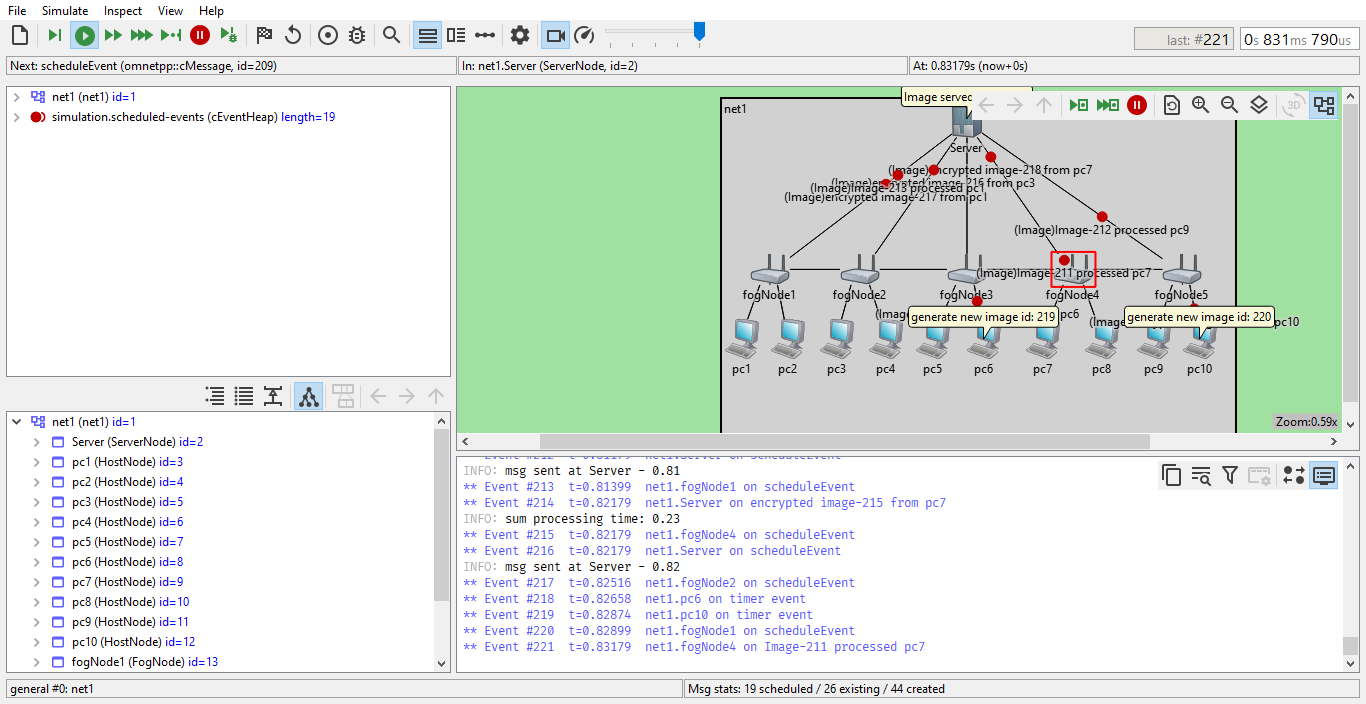 File Simulate Inspect View Help
last: #221 0s 831ms 790us
Next: scheduleEvent (omnetpp::cMessage, id=209) In: net1.Server (ServerNode, id=2) At: 0.83179s (now+0s)
net1 (net1) id=1
simulation.scheduled-events (cEventHeap) length=19
net1 (net1) id=1
Server (ServerNode) id=2
pc1 (HostNode) id=3
pc2 (HostNode) id=4
pc3 (HostNode) id=5
pc4 (HostNode) id=6
pc5 (HostNode) id=7
pc6 (HostNode) id=8
pc7 (HostNode) id=9
pc8 (HostNode) id=10
pc9 (HostNode) id=11
pc10 (HostNode) id=12
fogNode1 (FogNode) id=13
Image served
3D
net1
Server
(Image)encrypted image-218 from pc7
(Image)encrypted image-216 from pc3
processed pc1
(Image)encrypted image-217 from pc1
(Image)Image-212 processed pc9
(Image)Image-211 processed pc7
fogNode1 fogNode2 fogNode3 fogNode4 fogNode5
(Image generate new image id: 219 pc6 (Image generate new image id: 220 pc10
pc1 pc2 pc3 pc4 pc5 pc6 pc7 pc8 pc9 pc10
Zoom:0.59x
INFO: msg sent at Server - 0.81
** Event #213 t=0.81399 net1.fogNode1 on scheduleEvent
** Event #214 t=0.82179 net1.Server on encrypted image-215 from pc7
INFO: sum processing time: 0.23
** Event #215 t=0.82179 net1.fogNode4 on scheduleEvent
** Event #216 t=0.82179 net1.Server on scheduleEvent
INFO: msg sent at Server - 0.82
** Event #217 t=0.82516 net1.fogNode2 on scheduleEvent
** Event #218 t=0.82658 net1.pc6 on timer event
** Event #219 t=0.82874 net1.pc10 on timer event
** Event #220 t=0.82899 net1.fogNode1 on scheduleEvent
** Event #221 t=0.83179 net1.fogNode4 on Image-211 processed pc7
general #0: net1 Msg stats: 19 scheduled / 26 existing / 44 created